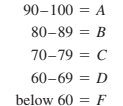 90–100 = A
80–89 = B
70–79 = C
60–69 = D
below 60 = F